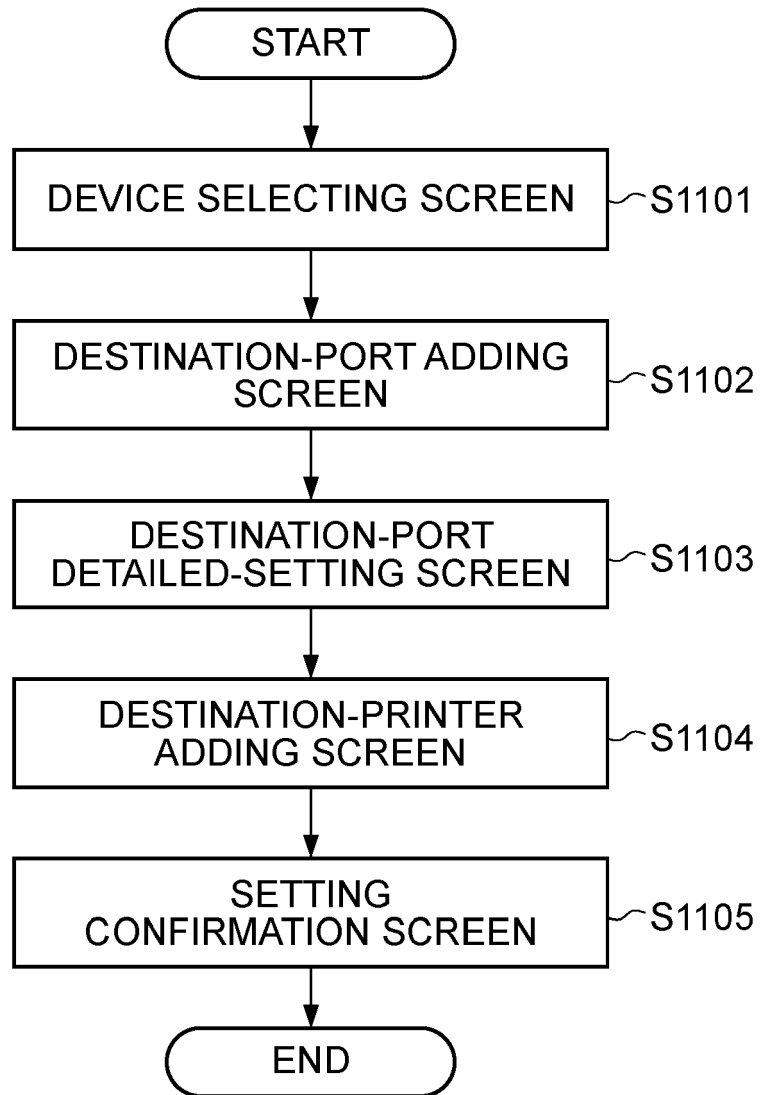 START
DEVICE SELECTING SCREEN
S1101
DESTINATION-PORT ADDING
SCREEN
S1102
DESTINATION-PORT
DETAILED-SETTING SCREEN
S1103
DESTINATION-PRINTER
ADDING SCREEN
S1104
SETTING
CONFIRMATION SCREEN
S1105
END